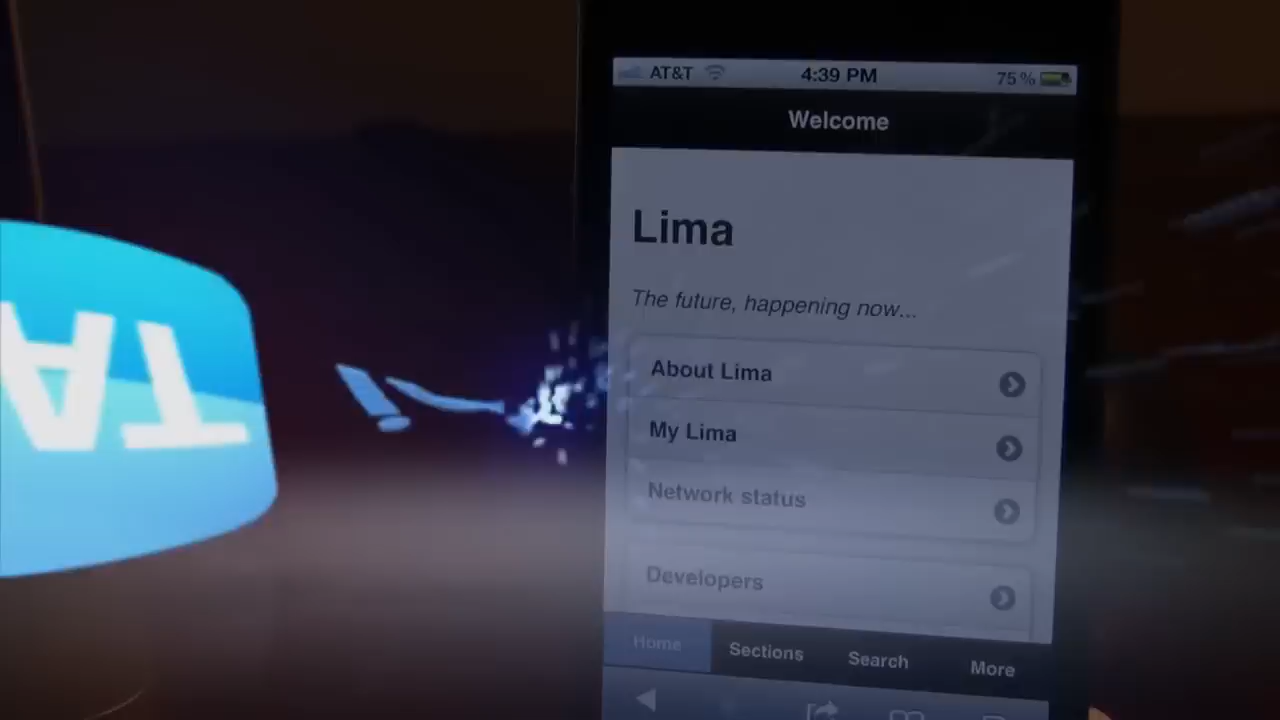 AT&T 4:39 PM 75%
Welcome
Lima
The future, happening now...
About Lima
My Lima
Network status
Developers
Home Sections Search More
TA